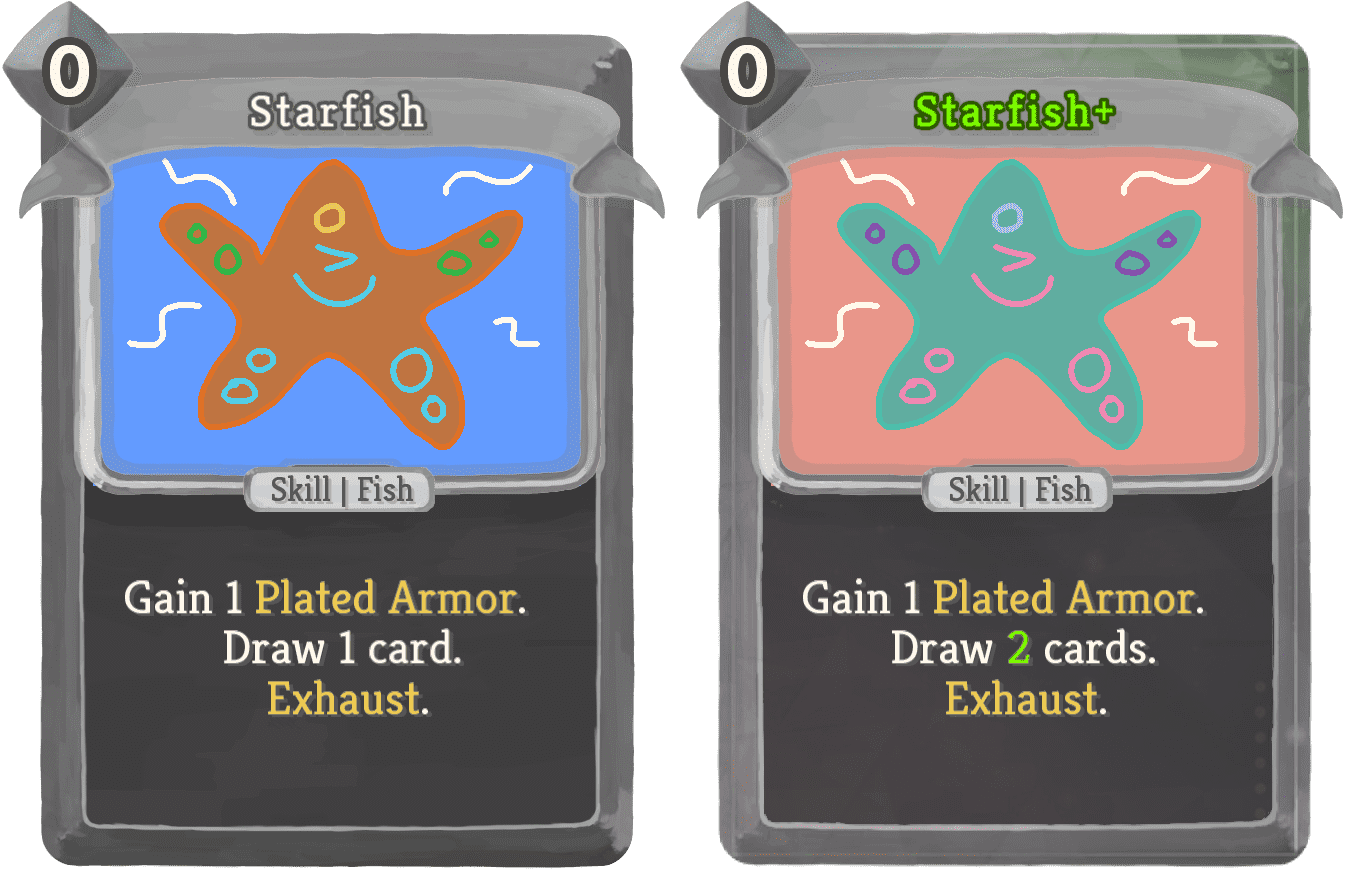 0
Starfish
Skill | Fish
Gain 1 Plated Armor.
Draw 1 card.
Exhaust.
0
Starfish+
Skill | Fish
Gain 1 Plated Armor.
Draw 2 cards.
Exhaust.